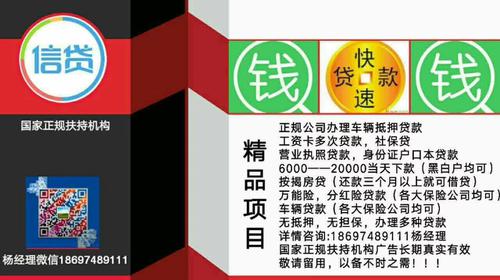 信贷
国家正规扶持机构
杨经理微信18697489111
钱
快
贷 款
速
钱
精品项目
正规公司办理车辆抵押贷款
工资卡多次贷款，社保贷
营业执照贷款，身份证户口本贷款
6000——20000当天下款（黑白户均可）
按揭房贷（还款三个月以上就可借贷）
万能险，分红险贷款（各大保险公司均可）
车辆贷款（各大保险公司均可）
无抵押，无担保，办理多种贷款
详情咨询:18697489111杨经理
国家正规扶持机构广告长期真实有效
敬请留用，以备不时之需！！！